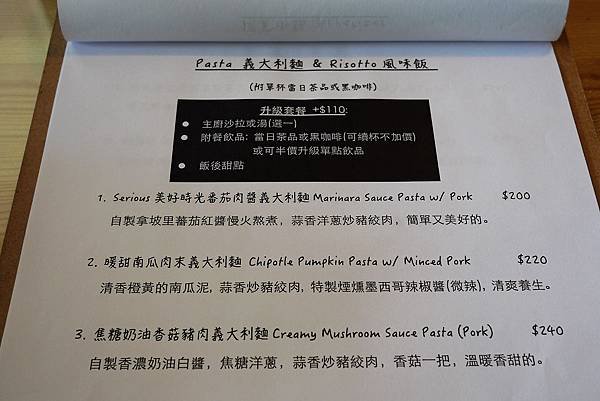 Pasta 義大利麵 & Risotto 風味飯
(附單杯當日茶品或黑咖啡)
升級套餐 +$110:
● 主廚沙拉或湯(選一)
● 附餐飲品: 當日茶品或黑咖啡(可續杯不加價)
或可半價升級單點飲品
● 飯後甜點
1. Serious 美好時光番茄肉醬義大利麵 Marinara Sauce Pasta w/ Pork $200
自製拿坡里蕃茄紅醬慢火熬煮, 蒜香洋蔥炒豬絞肉, 簡單又美好的。
2. 暖甜南瓜肉末義大利麵 Chipotle Pumpkin Pasta w/ Minced Pork $220
清香橙黃的南瓜泥, 蒜香炒豬絞肉, 特製煙燻墨西哥辣椒醬(微辣), 清爽養生。
3. 焦糖奶油香菇豬肉義大利麵 Creamy Mushroom Sauce Pasta (Pork) $240
自製香濃奶油白醬, 焦糖洋蔥, 蒜香炒豬絞肉, 香菇一把, 溫暖香甜的。